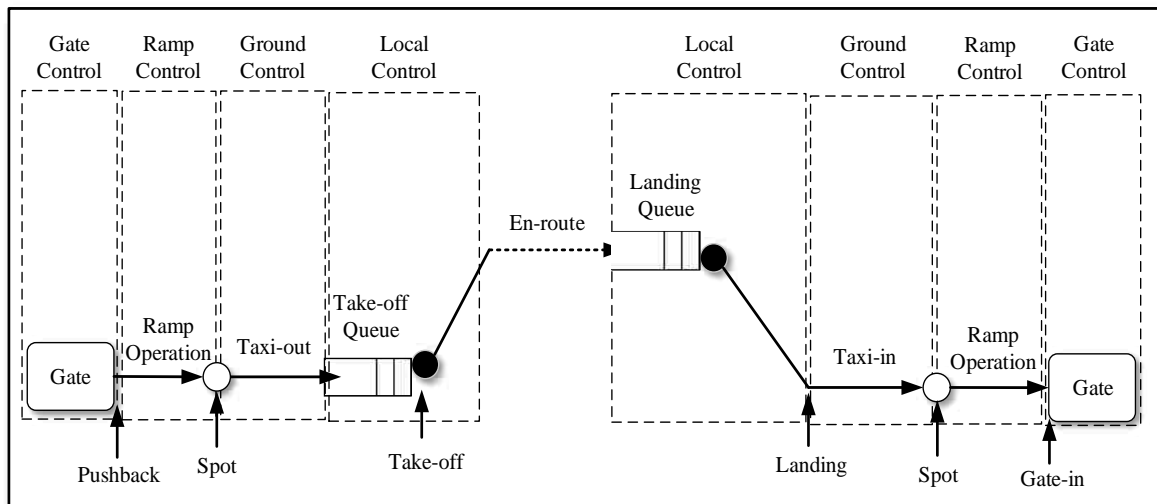 Gate Control
Ramp Control
Ground Control
Local Control
Local Control
Ground Control
Ramp Control
Gate Control
Landing Queue
En-route
Take-off Queue
Ramp Operation
Taxi-out
Gate
Taxi-in
Ramp Operation
Gate
Pushback
Spot
Take-off
Landing
Spot
Gate-in